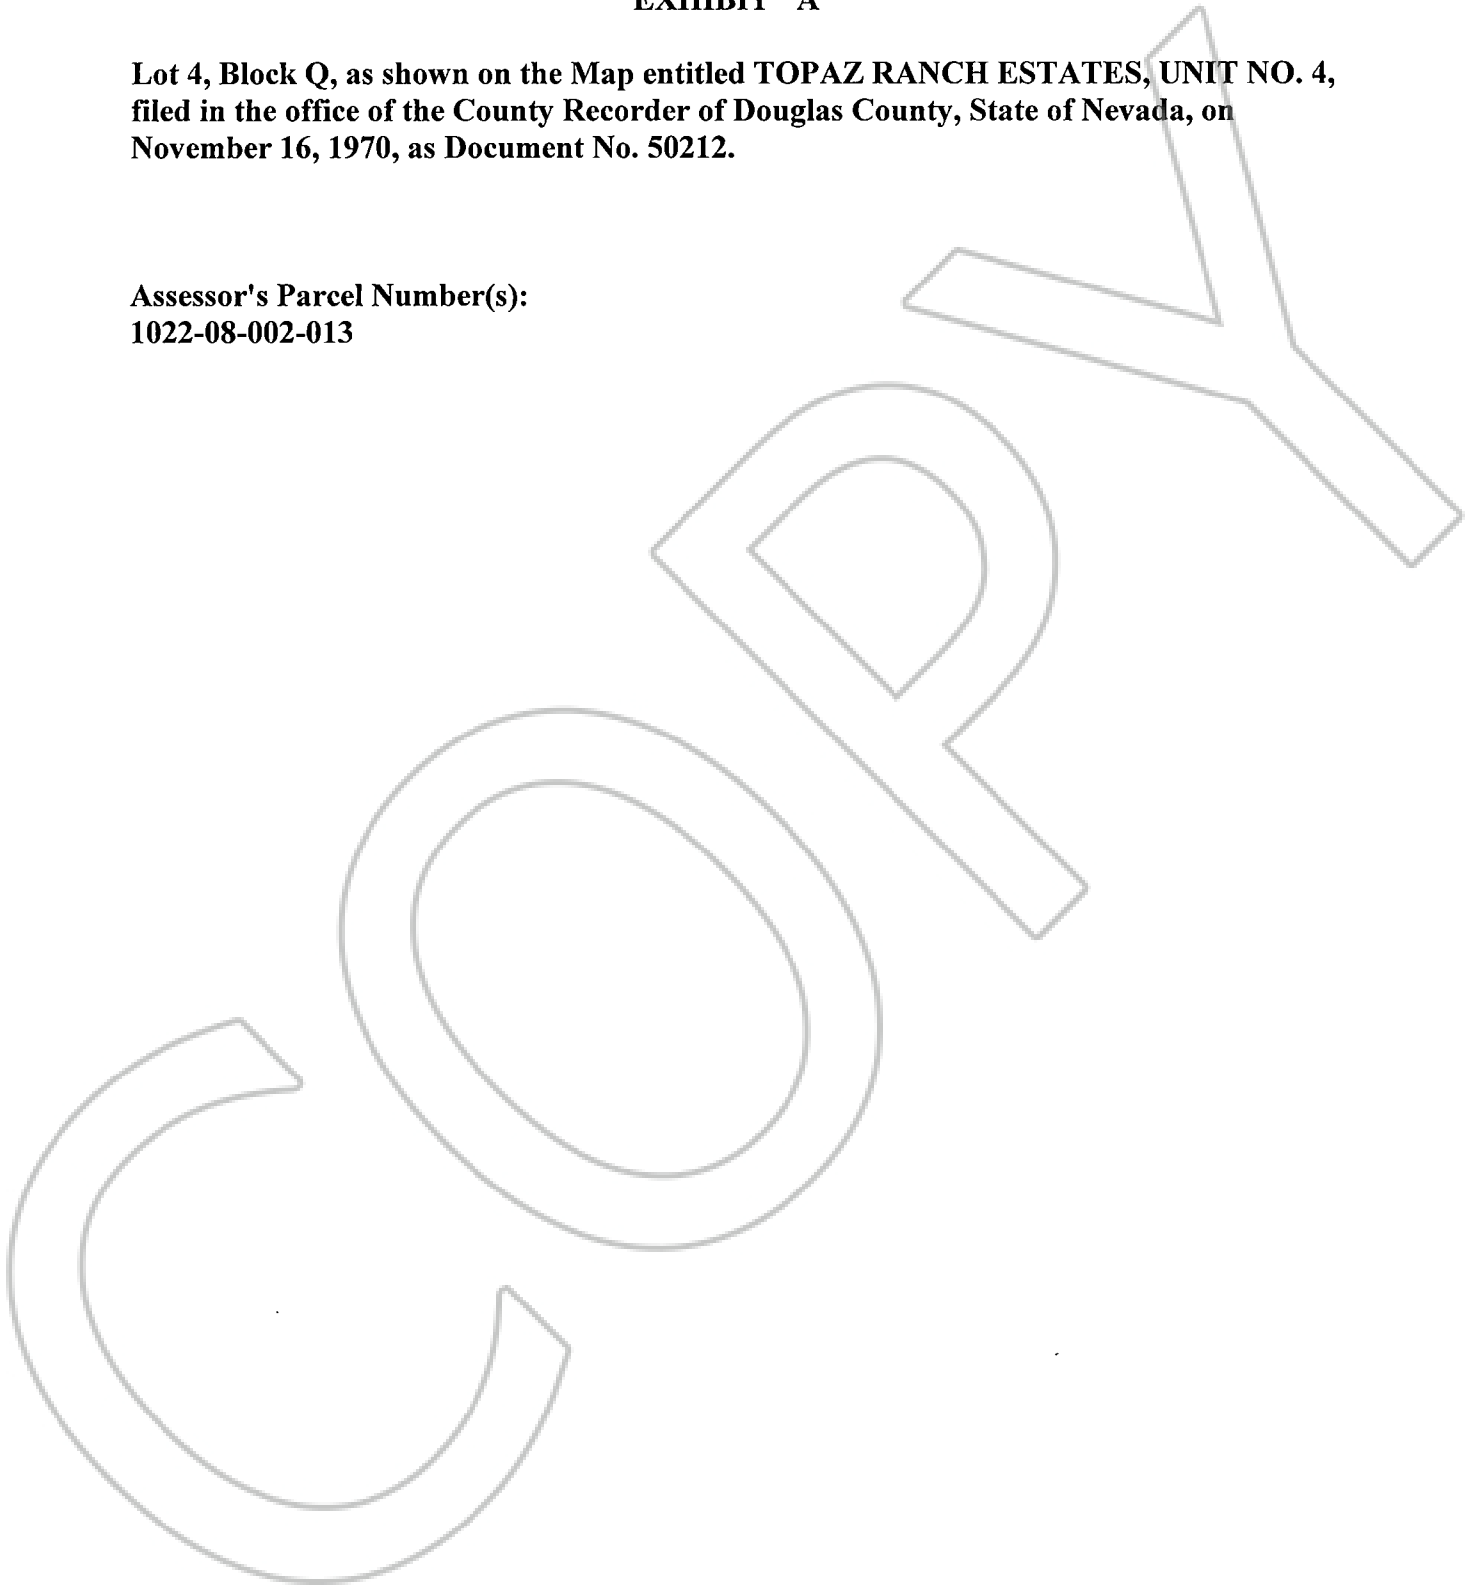 EXHIBIT "A"
Lot 4, Block Q, as shown on the Map entitled TOPAZ RANCH ESTATES, UNIT NO. 4,
filed in the office of the County Recorder of Douglas County, State of Nevada, on
November 16, 1970, as Document No. 50212.
Assessor's Parcel Number(s):
1022-08-002-013
COPY